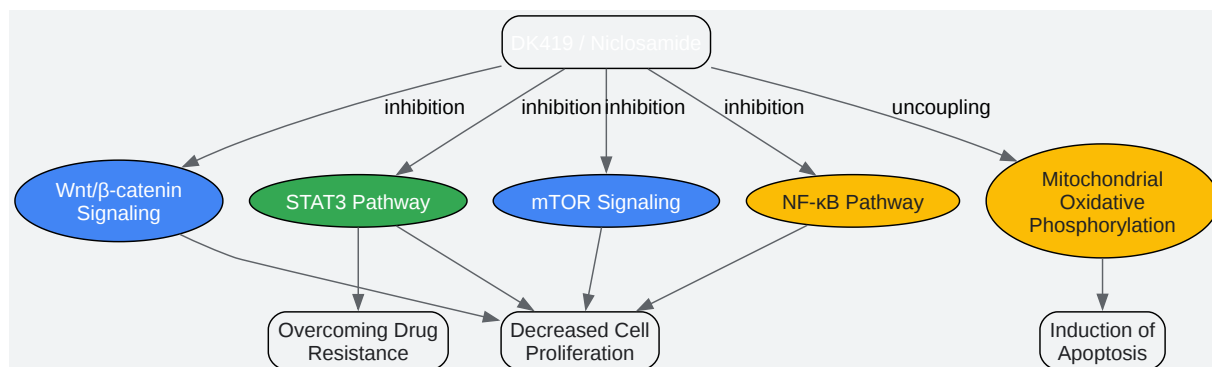 DK419 / Niclosamide
inhibition
inhibition
inhibition
inhibition
uncoupling
Wnt/β-catenin
Signaling
STAT3 Pathway
mTOR Signaling
NF-κB Pathway
Mitochondrial
Oxidative
Phosphorylation
Overcoming Drug
Resistance
Decreased Cell
Proliferation
Induction of
Apoptosis